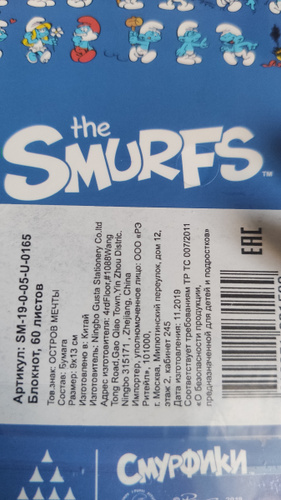 the
SMURFS™
Артикул: SM-19-0-05-U-0165
Блокнот, 60 листов
Тов.знак: ОСТРОВ МЕЧТЫ
Состав: Бумага
Размер: 9х13 см
Изготовлено в: Китай
Изготовитель: Ningbo Gusta Stationery Co.ltd
Адрес изготовителя: 4rdFloor,#1088Wang
Tong Road,Gao Qiao Town,Yin Zhou Distric.
Ningbo 315171, Zhejiang, China
Импортер, уполномоченное лицо: ООО «РЭ
Ритейл», 101000,
г. Москва, Милютинский переулок, дом 12,
этаж 2, кабинет 245
Дата изготовления: 11.2019
Соответствует требованиям ТР ТС 007/2011
«О безопасности продукции,
предназначенной для детей и подростков»
EAC
СМУРФИКИ